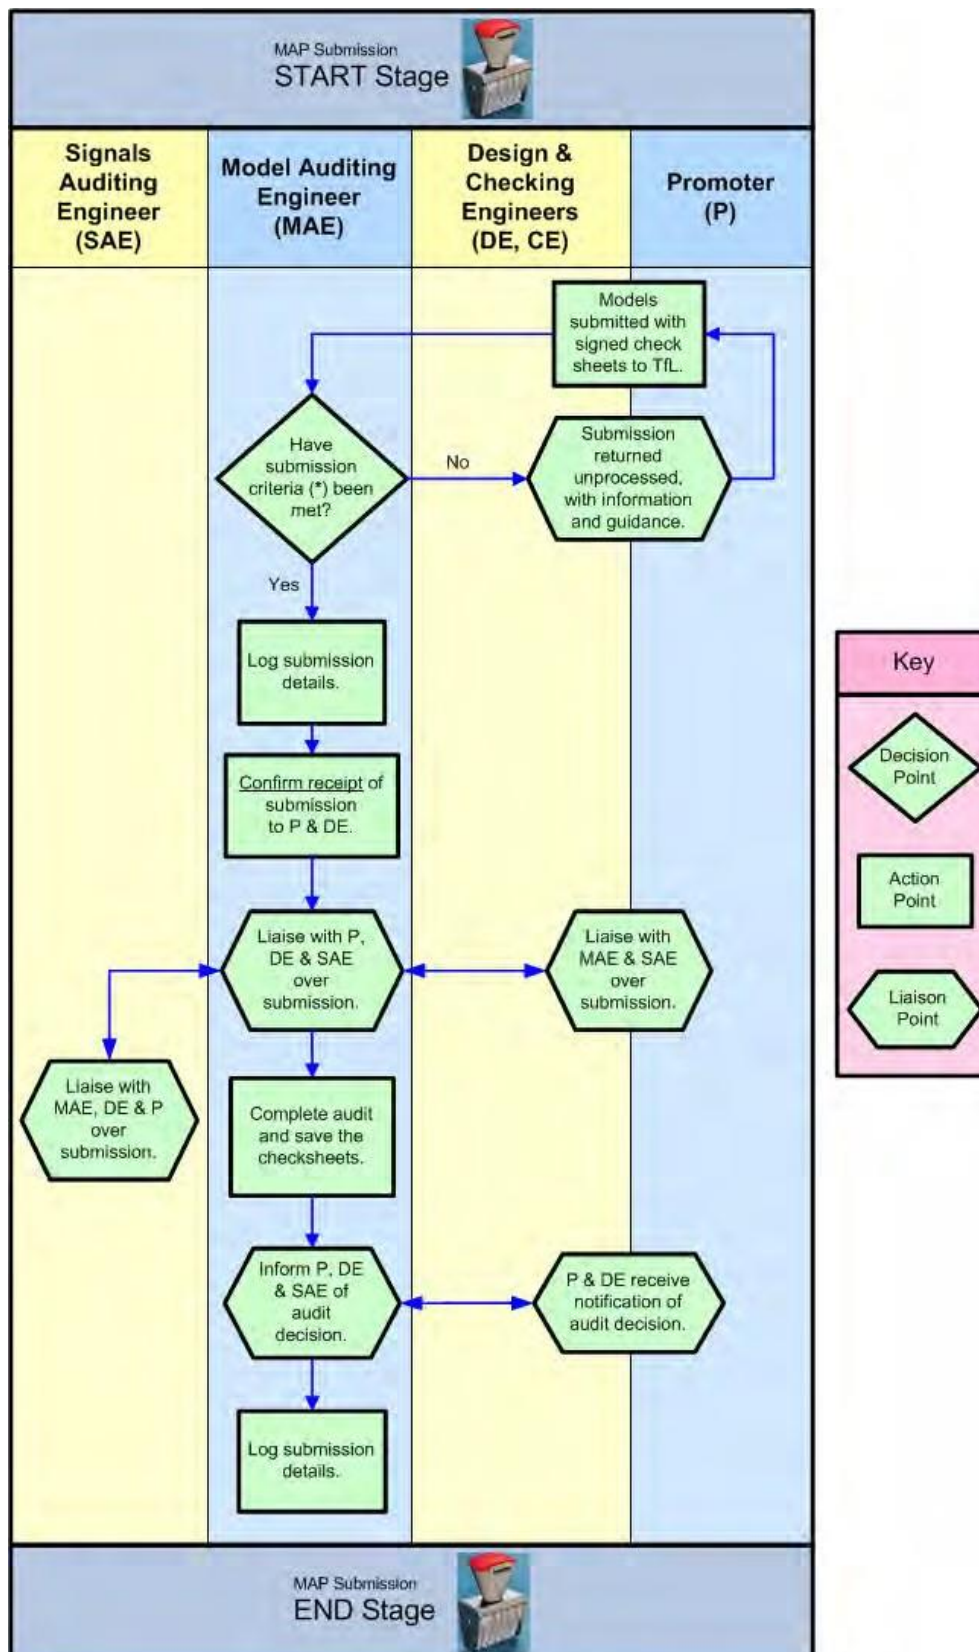 MAP Submission
START Stage
Signals
Auditing
Engineer
(SAE)
Model Auditing
Engineer
(MAE)
Design &
Checking
Engineers
(DE, CE)
Promoter
(P)
Models
submitted with
signed check
sheets to TfL.
Have
submission
criteria (*) been
met?
No
Submission
returned
unprocessed,
with information
and guidance.
Yes
Log submission
details.
Confirm receipt of
submission
to P & DE.
Liaise with P,
DE & SAE
over
submission.
Liaise with
MAE & SAE
over
submission.
Liaise with
MAE, DE & P
over
submission.
Complete audit
and save the
checksheets.
Inform P, DE
& SAE of
audit
decision.
P & DE receive
notification of
audit decision.
Log submission
details.
MAP Submission
END Stage
Key
Decision
Point
Action
Point
Liaison
Point